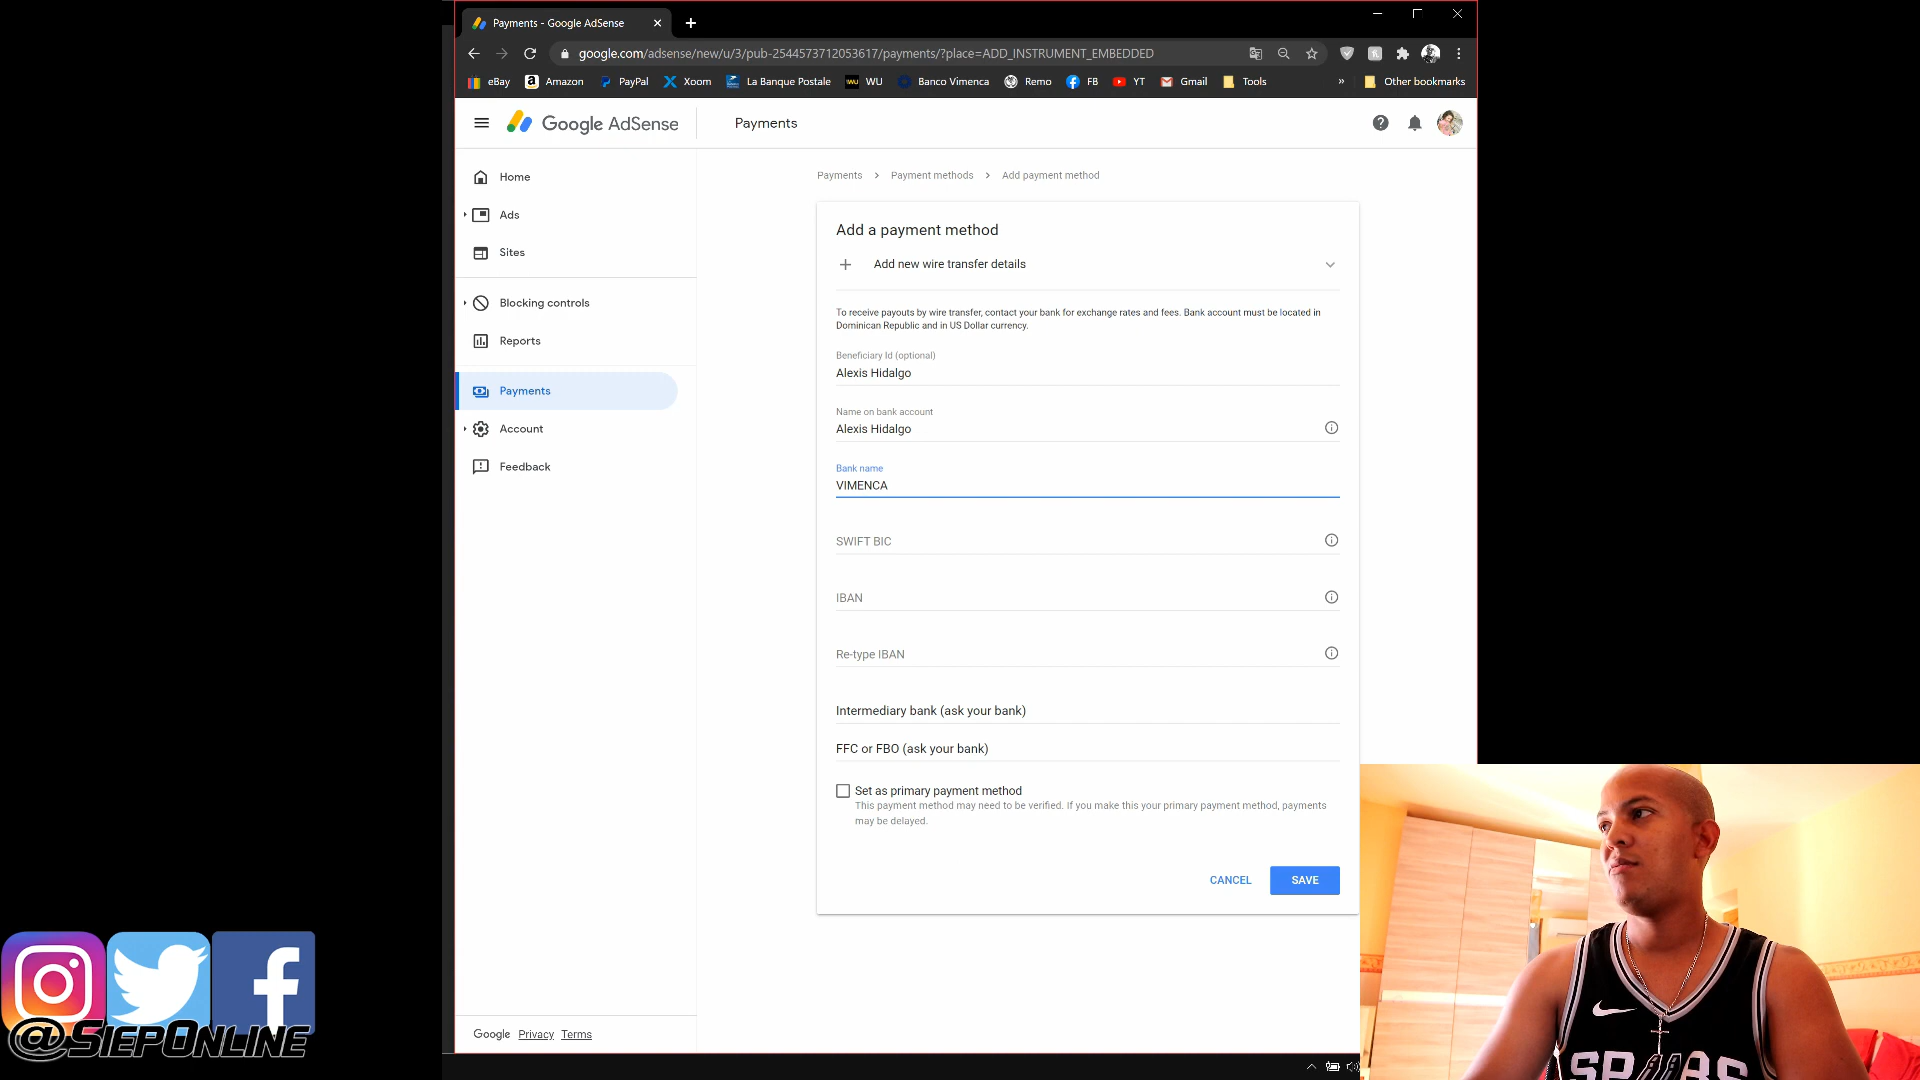 Payments - Google AdSense
google.com/adsense/new/u/3/pub-2544573712053617/payments/?place=ADD_INSTRUMENT_EMBEDDED
eBay Amazon PayPal Xoom La Banque Postale WU Banco Vimenca Remo FB YT Gmail Tools » Other bookmarks
Google AdSense
Payments
Home
Ads
Sites
Blocking controls
Reports
Payments
Account
Feedback
Google Privacy Terms
Payments > Payment methods > Add payment method
Add a payment method
Add new wire transfer details
To receive payouts by wire transfer, contact your bank for exchange rates and fees. Bank account must be located in
Dominican Republic and in US Dollar currency.
Beneficiary Id (optional)
Alexis Hidalgo
Name on bank account
Alexis Hidalgo
Bank name
VIMENCA
SWIFT BIC
IBAN
Re-type IBAN
Intermediary bank (ask your bank)
FFC or FBO (ask your bank)
Set as primary payment method
This payment method may need to be verified. If you make this your primary payment method, payments
may be delayed.
CANCEL SAVE
@SIEPONLINE
SPURS